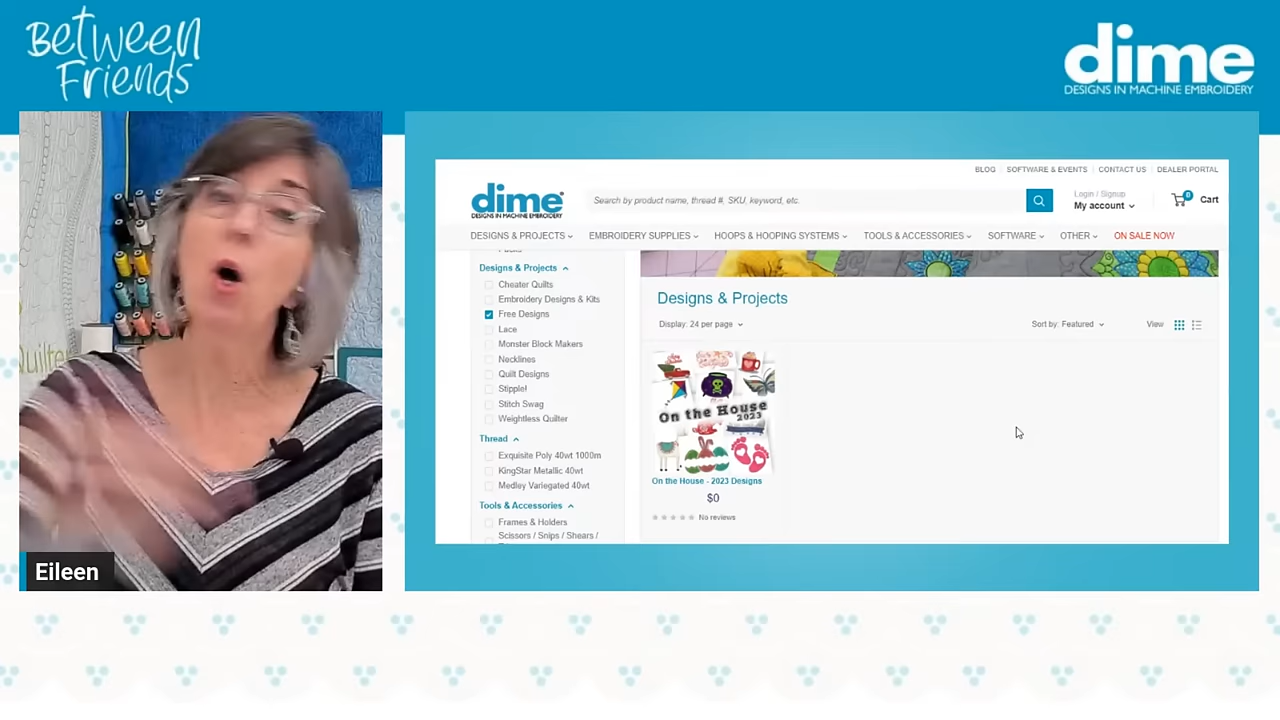 Between
Friends
dime
DESIGNS IN MACHINE EMBROIDERY
Quilte
Eileen
BLOG
SOFTWARE & EVENTS
CONTACT US
DEALER PORTAL
dime
DESIGNS IN MACHINE EMBROIDERY
Search by product name, thread #, SKU, keyword, etc.
Login / Signup
My account
0
Cart
DESIGNS & PROJECTS
EMBROIDERY SUPPLIES
HOOPS & HOOPING SYSTEMS
TOOLS & ACCESSORIES
SOFTWARE
OTHER
ON SALE NOW
Designs & Projects
Cheater Quilts
Embroidery Designs & Kits
Free Designs
Lace
Monster Block Makers
Necklines
Quilt Designs
Stipple!
Stitch Swag
Weightless Quilter
Thread
Exquisite Poly 40wt 1000m
KingStar Metallic 40wt
Medley Variegated 40wt
Tools & Accessories
Frames & Holders
Scissors / Snips / Shears /
Designs & Projects
Display: 24 per page
Sort by: Featured
View
On the House
2023
On the House - 2023 Designs
$0
No reviews